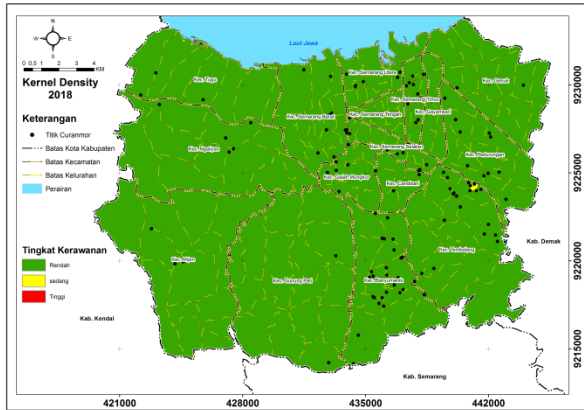 N
W
E
S
0 0,5 1
2
3
4
KM
Kernel Density
2018
Keterangan
Titik Curanmor
Batas Kota Kabupaten
Batas Kecamatan
Batas Kelurahan
Perairan
Tingkat Kerawanan
Rendah
sedang
Tinggi
Laut Jawa
Kec. Tugu
Kec. Semarang Utara
Kec. Semarang Timur
Kec. Semarang Barat
Kec. Semarang Tengah
Kec. Gayamsari
Kec. Ngaliyan
Kec. Semarang Selatan
Kec. Pedurungan
Kec. Gajah Mungkur
Kec. Candisari
Kec. Tembalang
Kec. Mijen
Kec. Gunung Pati
Kec. Banyumanik
Kab. Demak
Kab. Kendal
Kab. Semarang
9230000
9225000
9220000
9215000
421000
428000
435000
442000